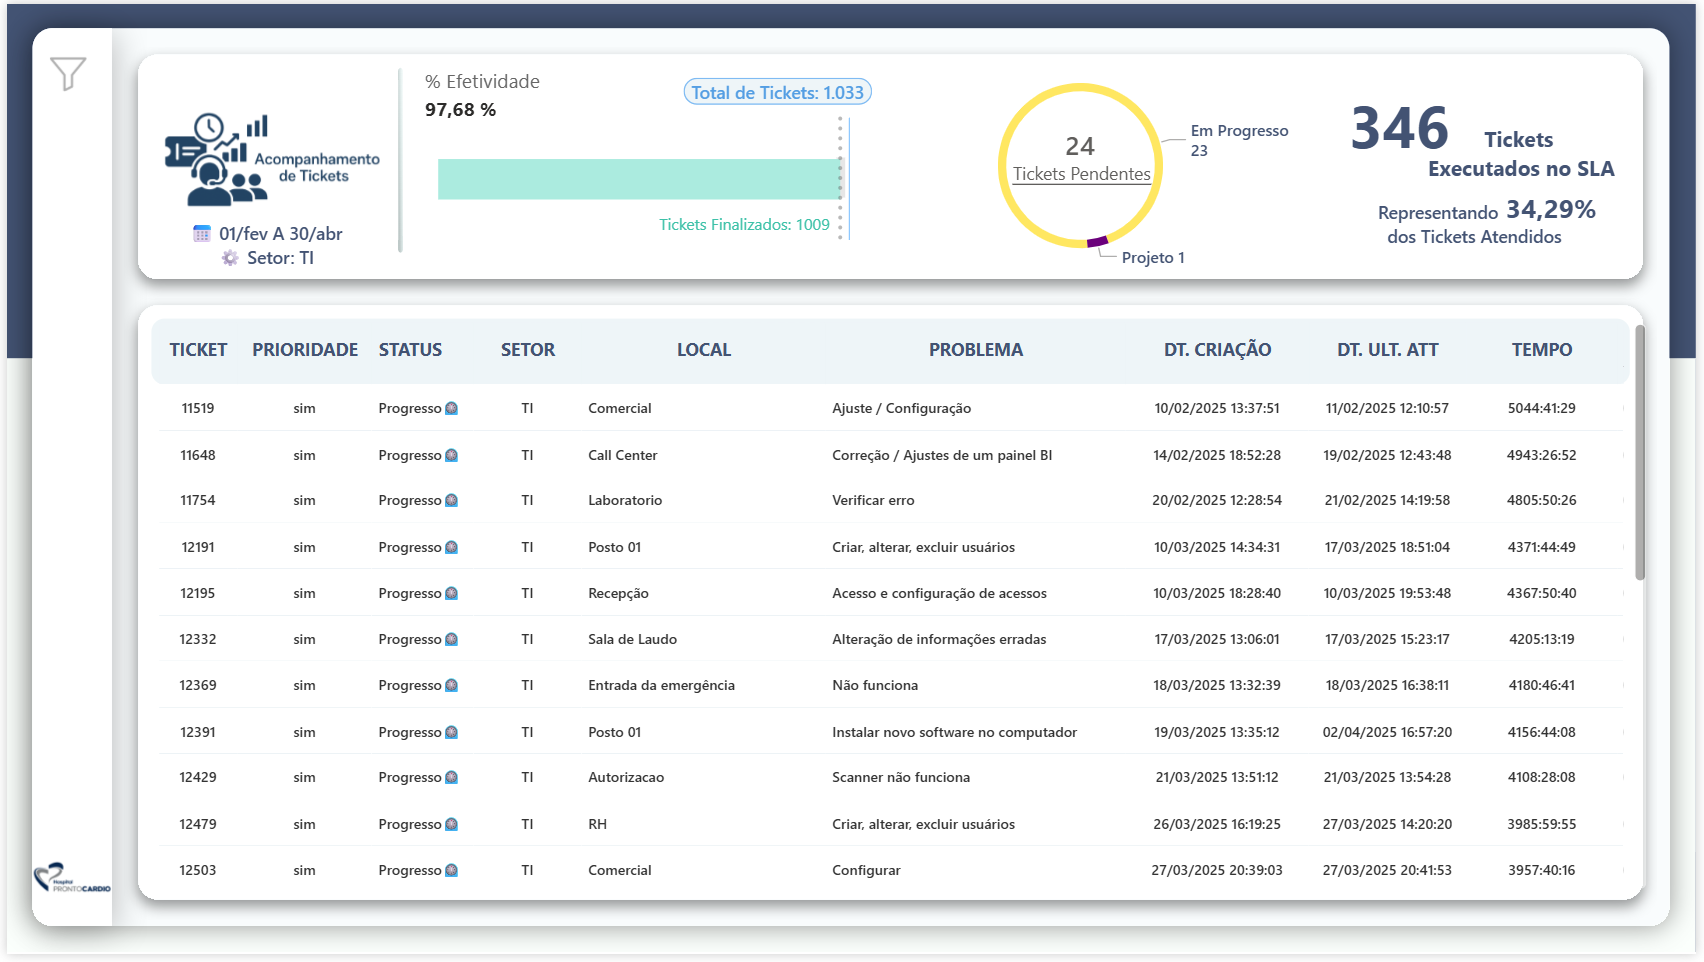 Acompanhamento
de Tickets
01/fev A 30/abr
Setor: TI
% Efetividade
97,68 %
Total de Tickets: 1.033
Tickets Finalizados: 1009
24
Tickets Pendentes
Em Progresso
23
Projeto 1
346 Tickets
Executados no SLA
Representando 34,29%
dos Tickets Atendidos
TICKET PRIORIDADE STATUS SETOR LOCAL PROBLEMA DT. CRIAÇÃO DT. ULT. ATT TEMPO
11519 sim Progresso TI Comercial Ajuste / Configuração 10/02/2025 13:37:51 11/02/2025 12:10:57 5044:41:29
11648 sim Progresso TI Call Center Correção / Ajustes de um painel BI 14/02/2025 18:52:28 19/02/2025 12:43:48 4943:26:52
11754 sim Progresso TI Laboratorio Verificar erro 20/02/2025 12:28:54 21/02/2025 14:19:58 4805:50:26
12191 sim Progresso TI Posto 01 Criar, alterar, excluir usuários 10/03/2025 14:34:31 17/03/2025 18:51:04 4371:44:49
12195 sim Progresso TI Recepção Acesso e configuração de acessos 10/03/2025 18:28:40 10/03/2025 19:53:48 4367:50:40
12332 sim Progresso TI Sala de Laudo Alteração de informações erradas 17/03/2025 13:06:01 17/03/2025 15:23:17 4205:13:19
12369 sim Progresso TI Entrada da emergência Não funciona 18/03/2025 13:32:39 18/03/2025 16:38:11 4180:46:41
12391 sim Progresso TI Posto 01 Instalar novo software no computador 19/03/2025 13:35:12 02/04/2025 16:57:20 4156:44:08
12429 sim Progresso TI Autorizacao Scanner não funciona 21/03/2025 13:51:12 21/03/2025 13:54:28 4108:28:08
12479 sim Progresso TI RH Criar, alterar, excluir usuários 26/03/2025 16:19:25 27/03/2025 14:20:20 3985:59:55
12503 sim Progresso TI Comercial Configurar 27/03/2025 20:39:03 27/03/2025 20:41:53 3957:40:16
Hospital
PRONTOCARDIO